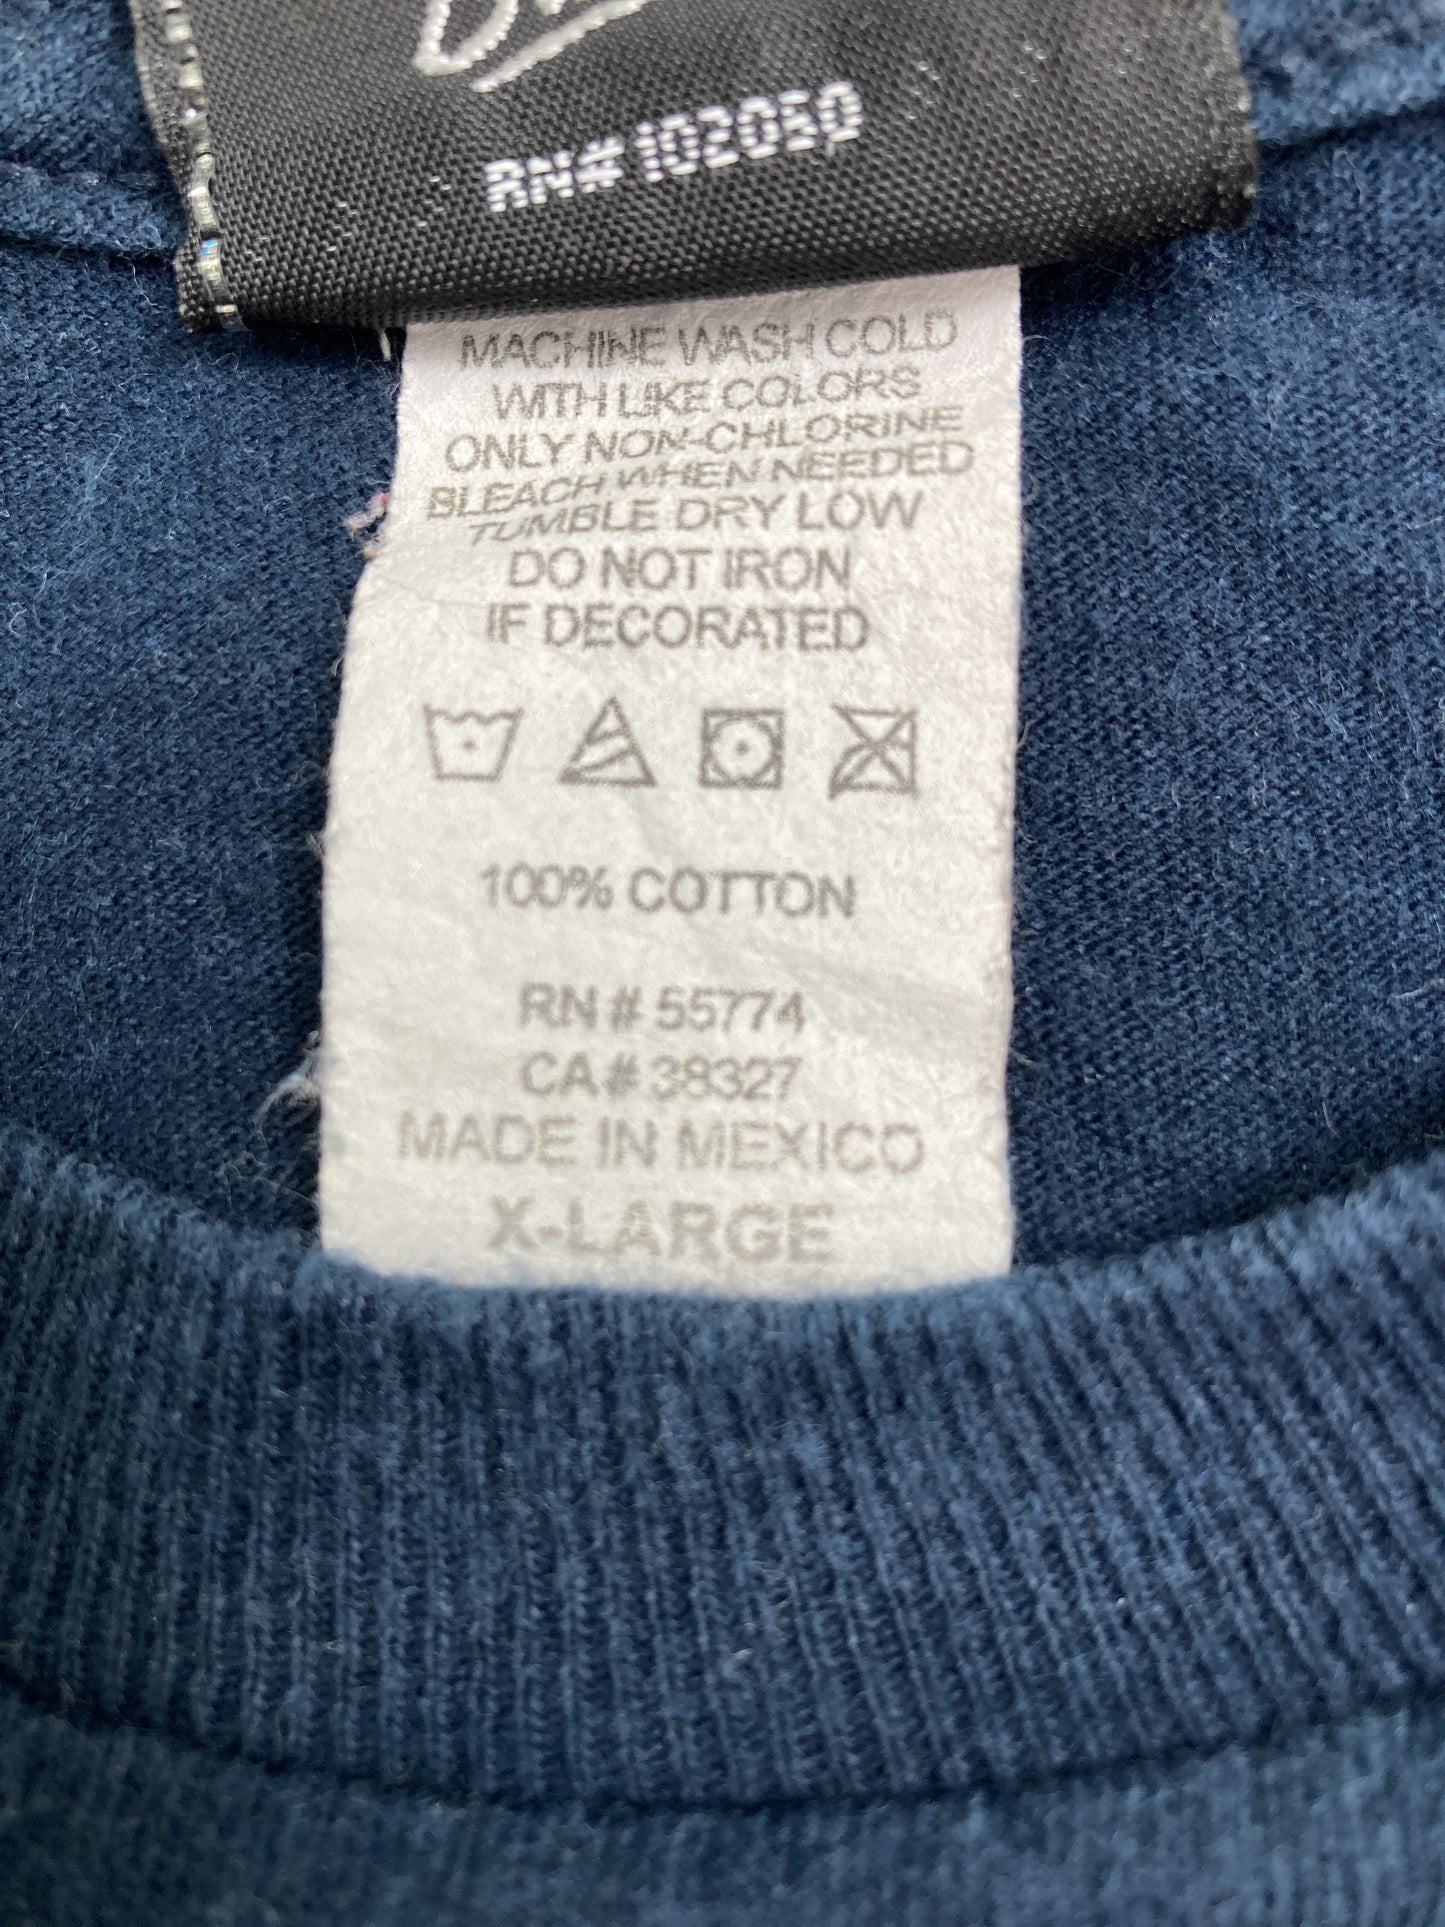 RN# 102050
MACHINE WASH COLD
WITH LIKE COLORS
ONLY NON-CHLORINE
BLEACH WHEN NEEDED
TUMBLE DRY LOW
DO NOT IRON
IF DECORATED
100% COTTON
RN # 55774
CA # 38327
MADE IN MEXICO
X-LARGE